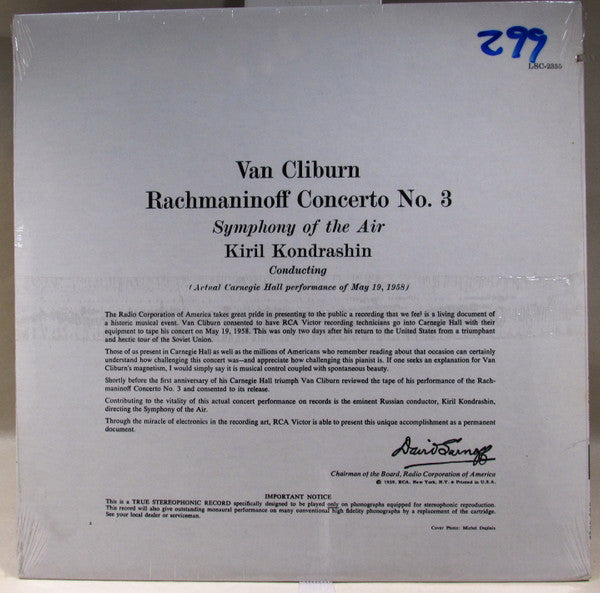 299
LSC-2355
Van Cliburn
Rachmaninoff Concerto No. 3
Symphony of the Air
Kiril Kondrashin
Conducting
(Actual Carnegie Hall performance of May 19, 1958)
The Radio Corporation of America takes great pride in presenting to the public a recording that we feel is a living document of
a historic musical event. Van Cliburn consented to have RCA Victor recording technicians go into Carnegie Hall with their
equipment to tape his concert on May 19, 1958. This was only two days after his return to the United States from a triumphant
and hectic tour of the Soviet Union.
Those of us present in Carnegie Hall as well as the millions of Americans who remember reading about that occasion can certainly
understand how challenging this concert was—and appreciate how challenging this pianist is. If one seeks an explanation for Van
Cliburn's magnetism, I would simply say it is musical control coupled with spontaneous beauty.
Shortly before the first anniversary of his Carnegie Hall triumph Van Cliburn reviewed the tape of his performance of the Rach-
maninoff Concerto No. 3 and consented to its release.
Contributing to the vitality of this actual concert performance on records is the eminent Russian conductor, Kiril Kondrashin,
directing the Symphony of the Air.
Through the miracle of electronics in the recording art, RCA Victor is able to present this unique accomplishment as a permanent
document.
David Sarnoff
Chairman of the Board, Radio Corporation of America
© 1959, RCA, New York, N.Y. • Printed in U.S.A.
IMPORTANT NOTICE
This is a TRUE STEREOPHONIC RECORD specifically designed to be played only on phonographs equipped for stereophonic reproduction.
This record will also give outstanding monaural performance on many conventional high fidelity phonographs by a replacement of the cartridge.
See your local dealer or serviceman.
Cover Photo: Michel Duplaix